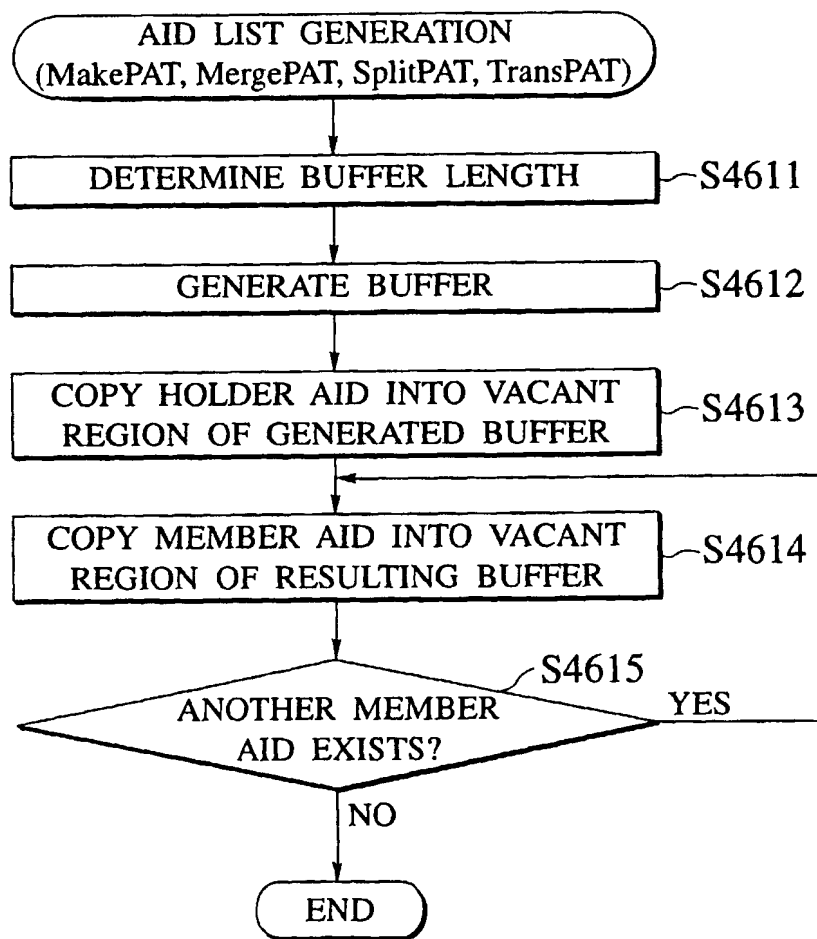 AID LIST GENERATION
(MakePAT, MergePAT, SplitPAT, TransPAT)
DETERMINE BUFFER LENGTH
S4611
GENERATE BUFFER
S4612
COPY HOLDER AID INTO VACANT
REGION OF GENERATED BUFFER
S4613
COPY MEMBER AID INTO VACANT
REGION OF RESULTING BUFFER
S4614
S4615
ANOTHER MEMBER
AID EXISTS?
YES
NO
END